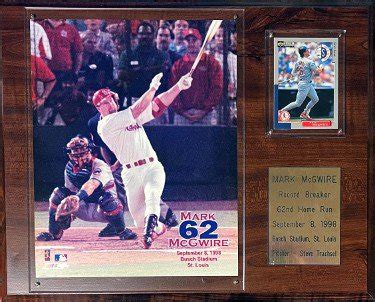 MARK
62
McGWIRE
September 8, 1998
Busch Stadium
St. Louis
MARK McGWIRE
Record Breaker
62nd Home Run
September 8, 1998
Busch Stadium, St. Louis
Pitcher - Steve Trachsel